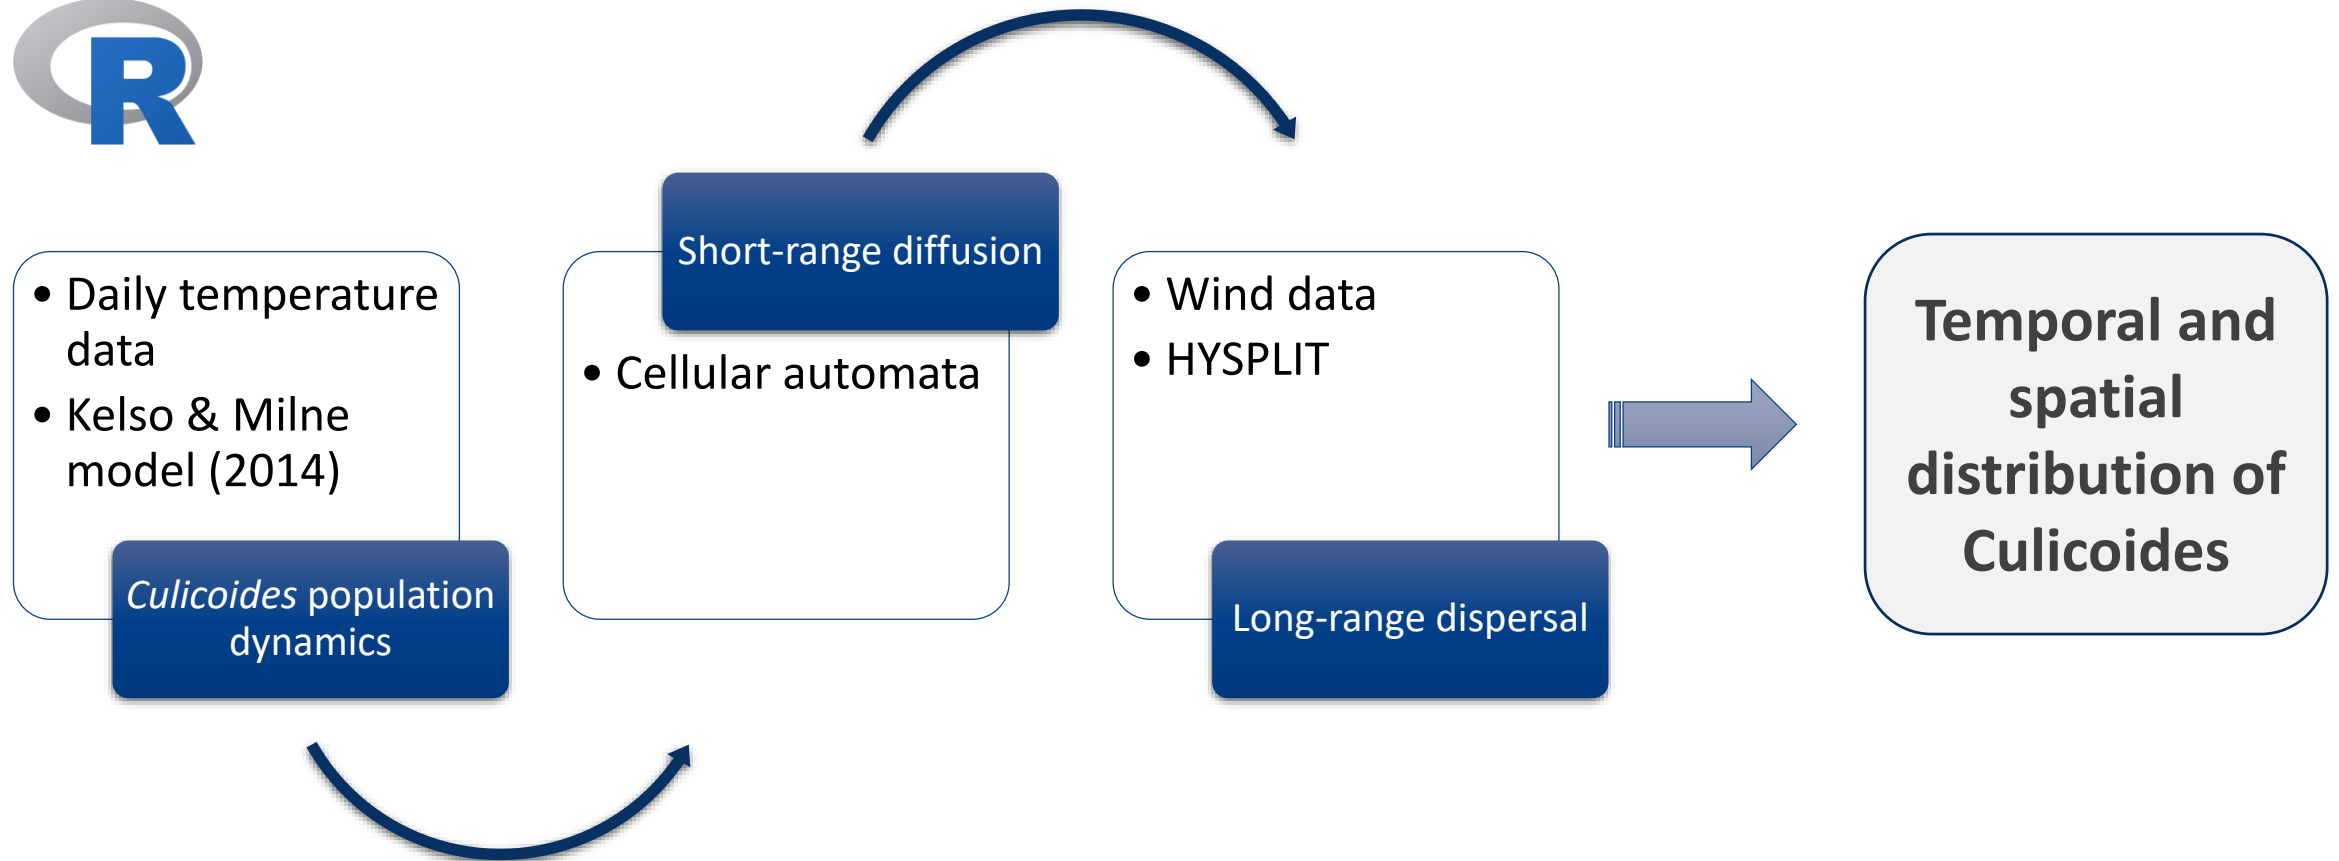 R
• Daily temperature
data
• Kelso & Milne
model (2014)
Culicoides population
dynamics
Short-range diffusion
• Cellular automata
• Wind data
• HYSPLIT
Long-range dispersal
Temporal and
spatial
distribution of
Culicoides